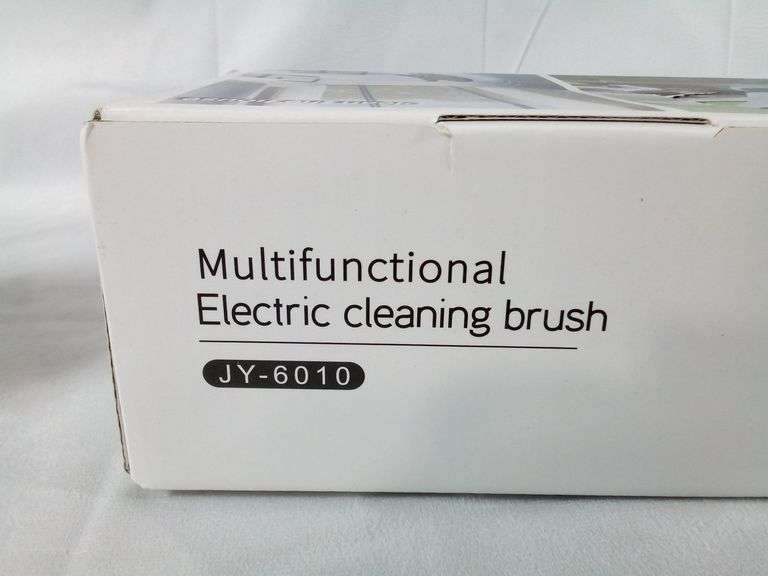 Multifunctional
Electric cleaning brush
JY-6010